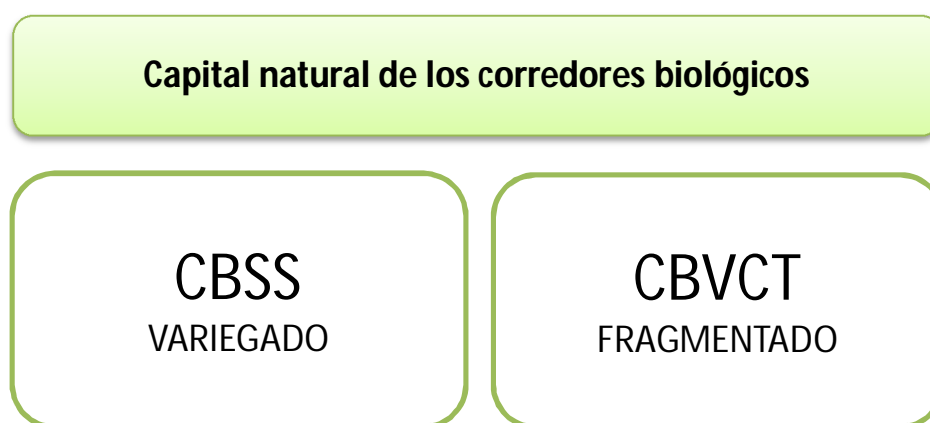 Capital natural de los corredores biológicos
CBSS
VARIEGADO
CBVCT
FRAGMENTADO